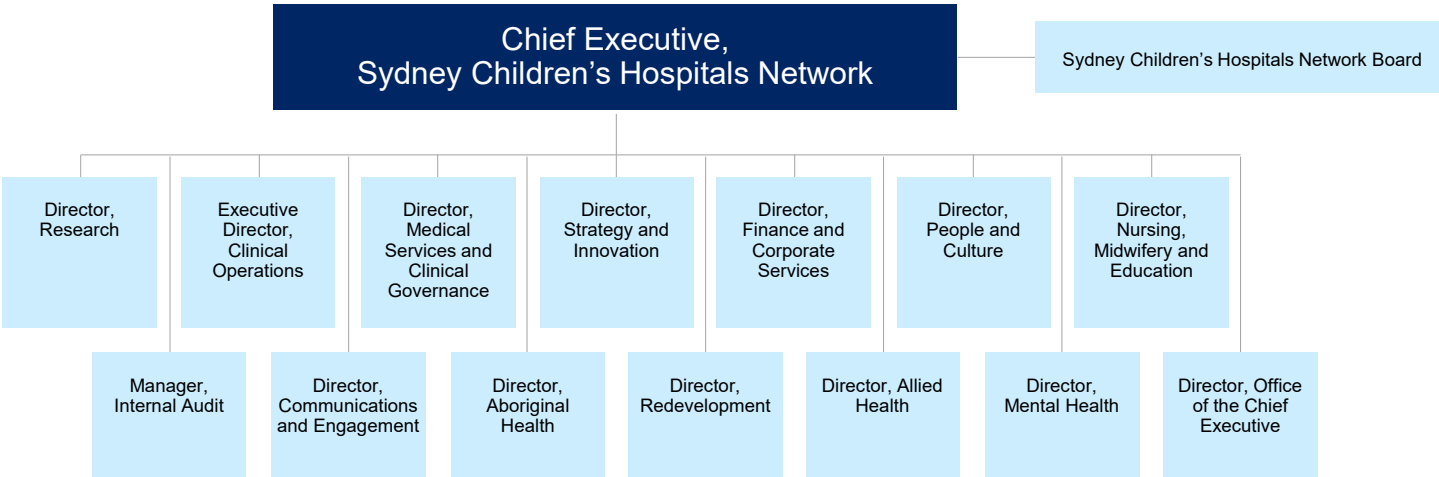 Chief Executive,
Sydney Children’s Hospitals Network
Sydney Children’s Hospitals Network Board
Director,
Research
Executive
Director,
Clinical
Operations
Director,
Medical
Services and
Clinical
Governance
Director,
Strategy and
Innovation
Director,
Finance and
Corporate
Services
Director,
People and
Culture
Director,
Nursing,
Midwifery and
Education
Manager,
Internal Audit
Director,
Communications
and Engagement
Director,
Aboriginal
Health
Director,
Redevelopment
Director, Allied
Health
Director,
Mental Health
Director, Office
of the Chief
Executive